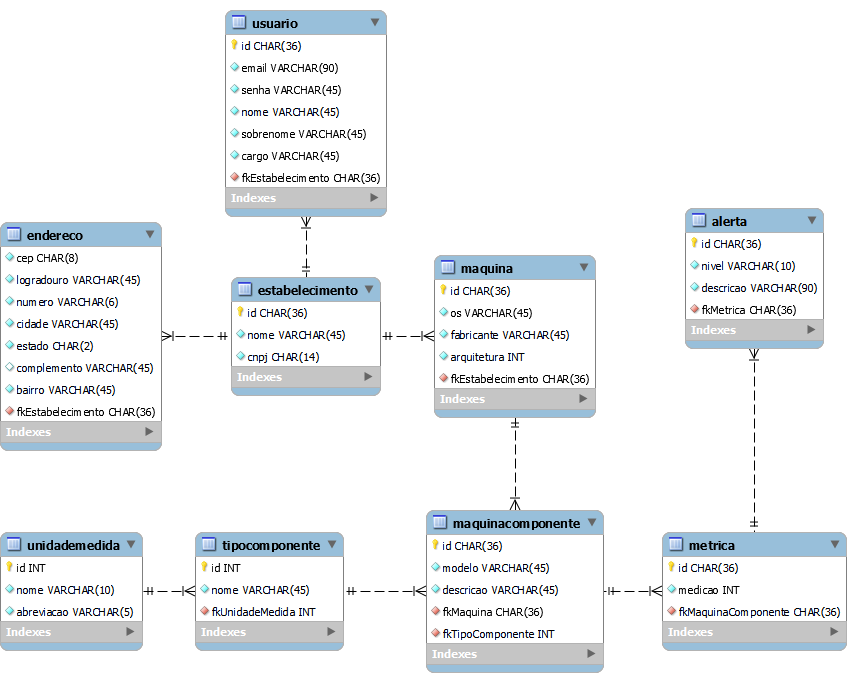 usuario
id CHAR(36)
email VARCHAR(90)
senha VARCHAR(45)
nome VARCHAR(45)
sobrenome VARCHAR(45)
cargo VARCHAR(45)
fkEstabelecimento CHAR(36)
Indexes
endereco
cep CHAR(8)
logradouro VARCHAR(45)
numero VARCHAR(6)
cidade VARCHAR(45)
estado CHAR(2)
complemento VARCHAR(45)
bairro VARCHAR(45)
fkEstabelecimento CHAR(36)
Indexes
estabelecimento
id CHAR(36)
nome VARCHAR(45)
cnpj CHAR(14)
Indexes
maquina
id CHAR(36)
os VARCHAR(45)
fabricante VARCHAR(45)
arquitetura INT
fkEstabelecimento CHAR(36)
Indexes
alerta
id CHAR(36)
nivel VARCHAR(10)
descricao VARCHAR(90)
fkMetrica CHAR(36)
Indexes
unidademedida
id INT
nome VARCHAR(10)
abreviacao VARCHAR(5)
Indexes
tipocomponente
id INT
nome VARCHAR(45)
fkUnidadeMedida INT
Indexes
maquinacomponente
id CHAR(36)
modelo VARCHAR(45)
descricao VARCHAR(45)
fkMaquina CHAR(36)
fkTipoComponente INT
Indexes
metrica
id CHAR(36)
medicao INT
fkMaquinaComponente CHAR(36)
Indexes